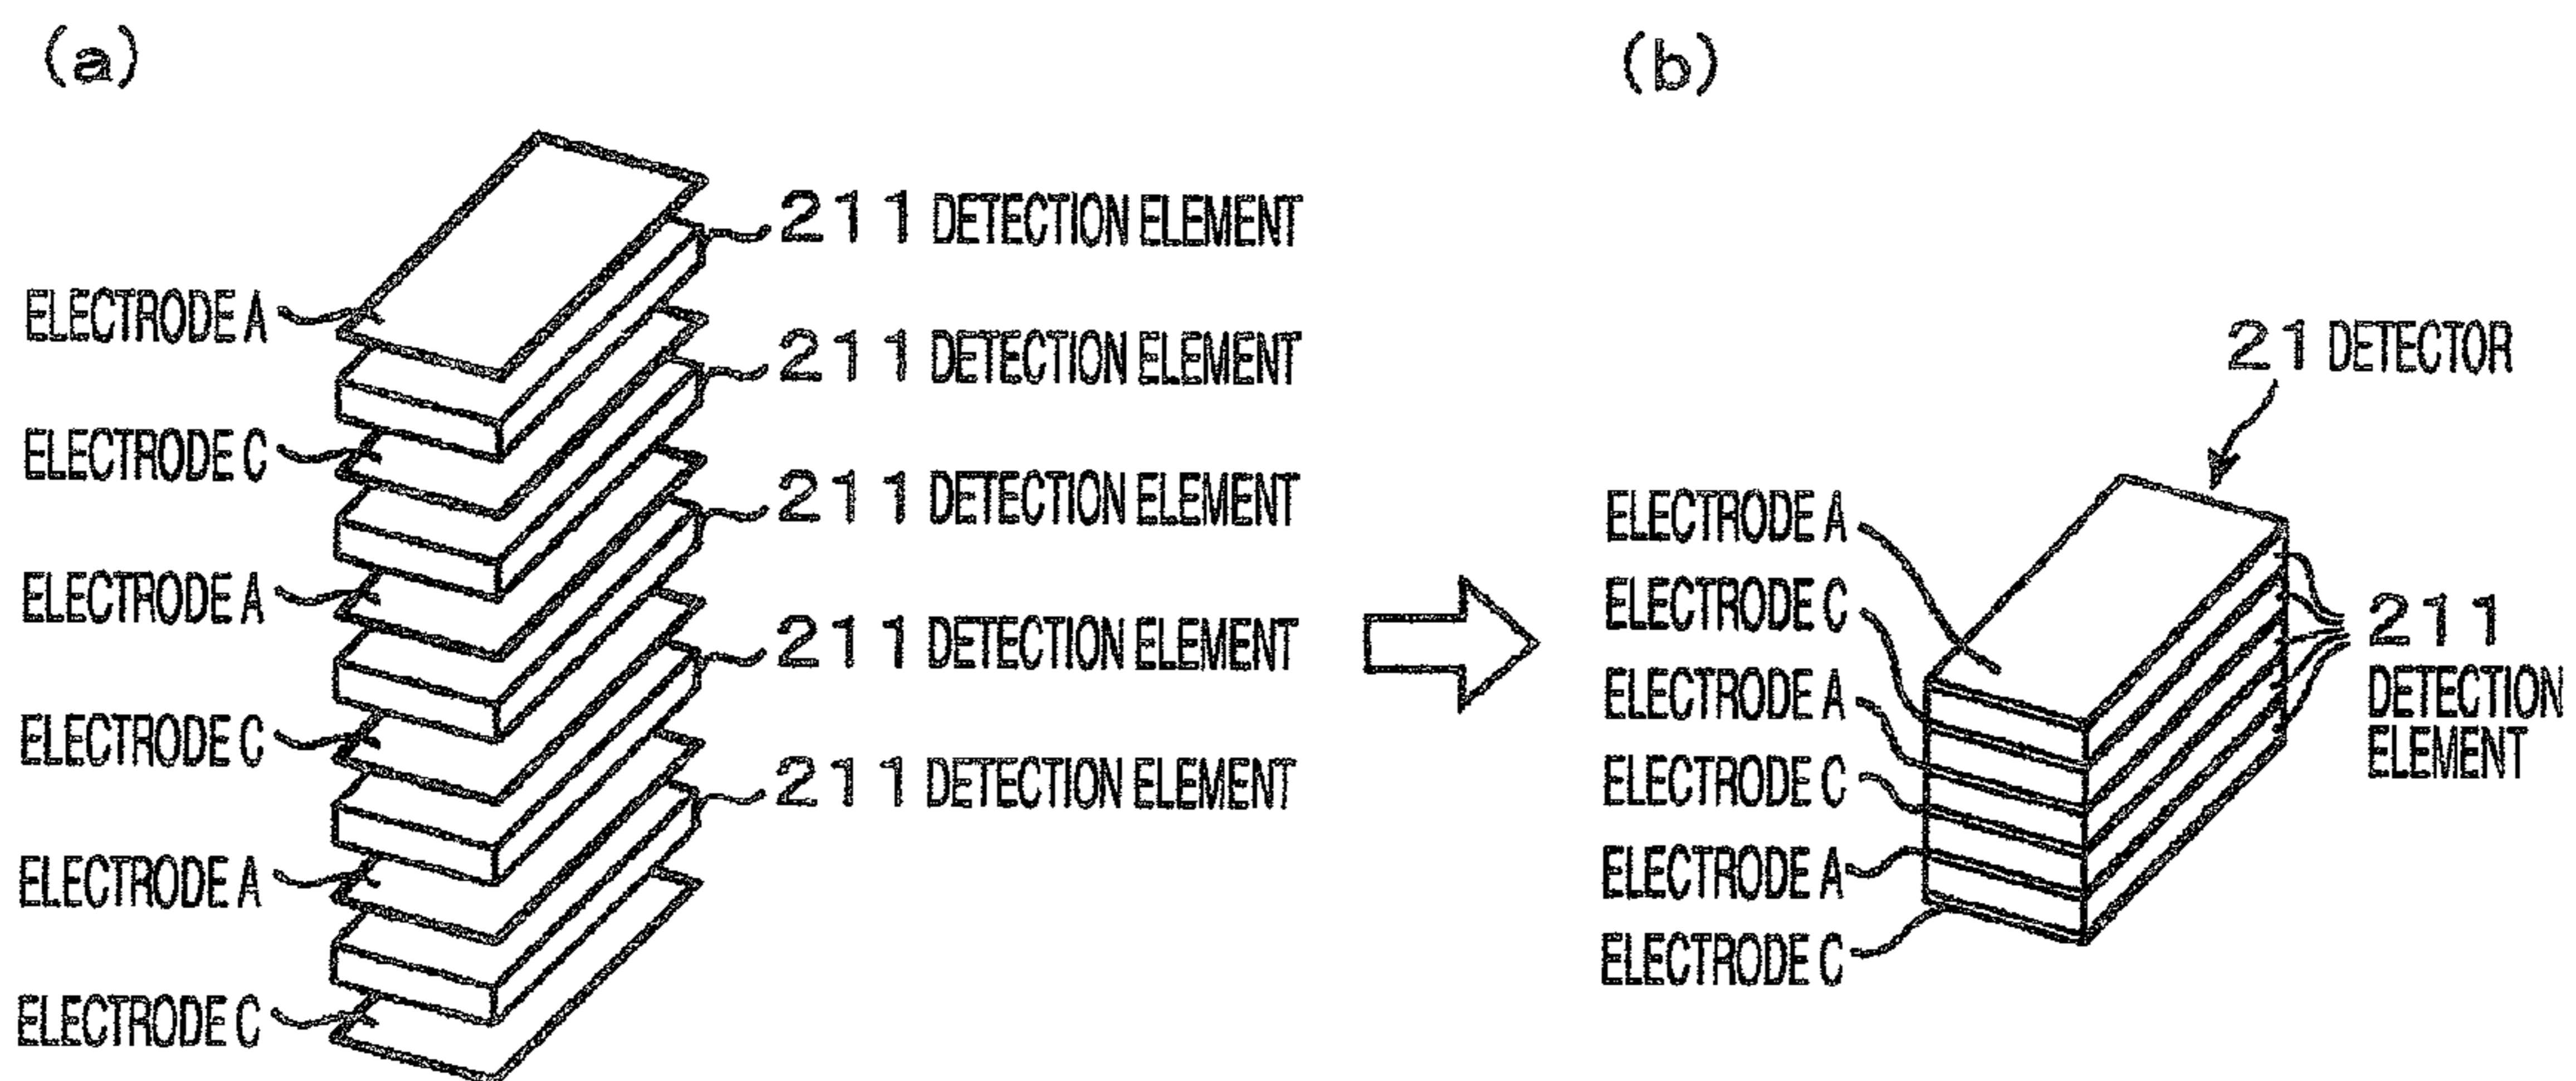 (a)
211 DETECTION ELEMENT
ELECTRODE A
211 DETECTION ELEMENT
ELECTRODE C
211 DETECTION ELEMENT
ELECTRODE A
211 DETECTION ELEMENT
ELECTRODE C
211 DETECTION ELEMENT
ELECTRODE A
ELECTRODE C
(b)
21 DETECTOR
ELECTRODE A
ELECTRODE C
ELECTRODE A
ELECTRODE C
ELECTRODE A
ELECTRODE C
211
DETECTION
ELEMENT